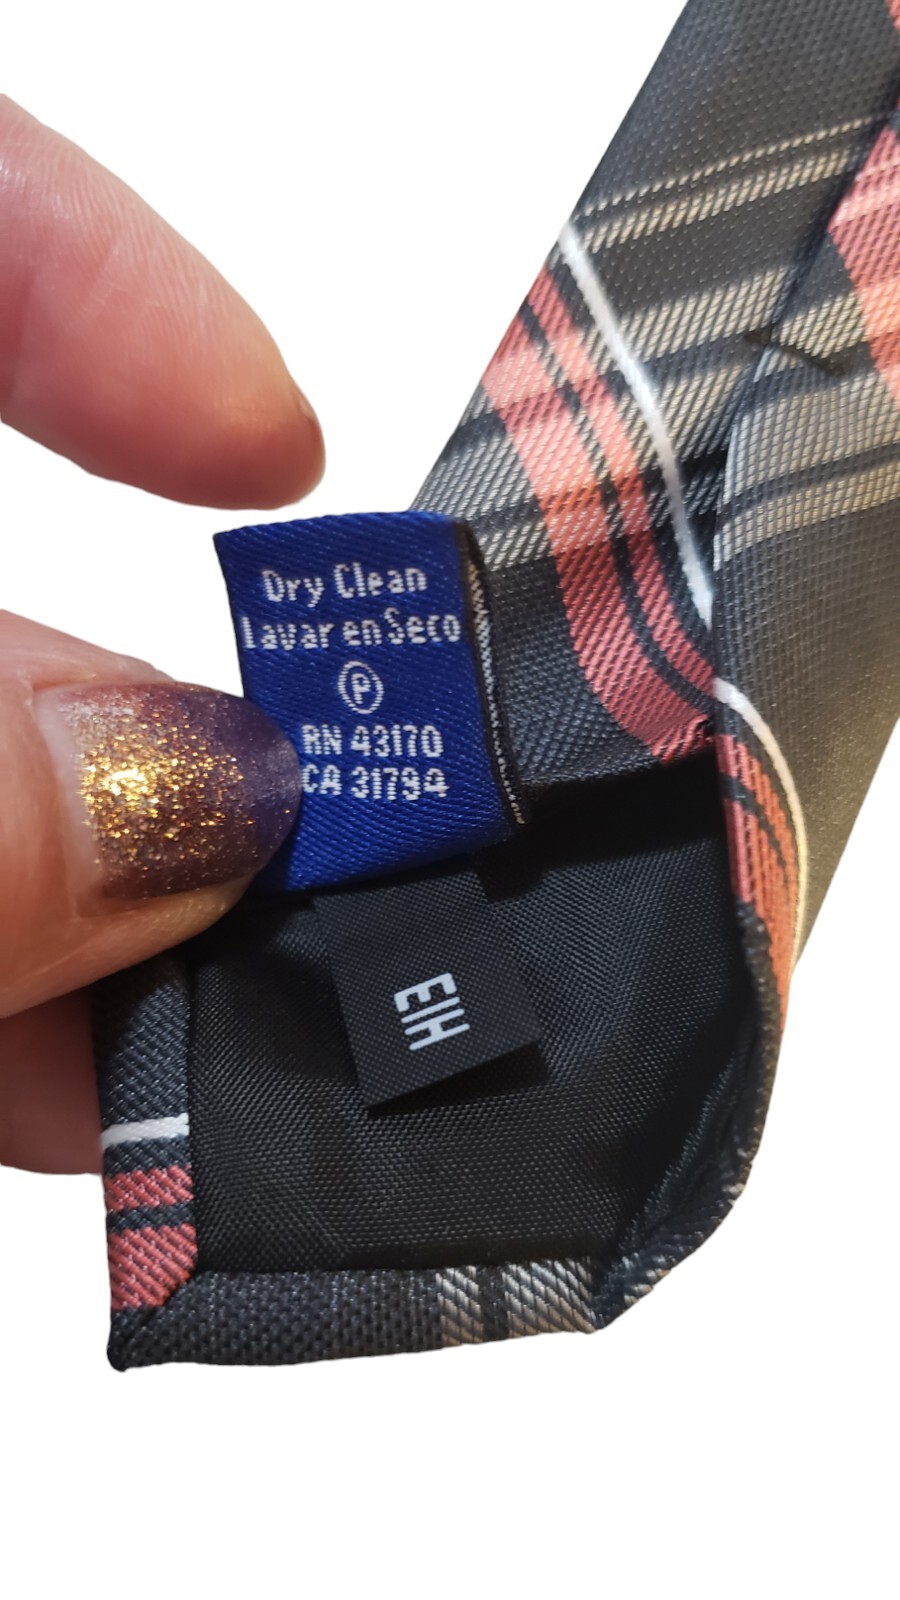 Dry Clean
Lavar en Seco
P
RN 43170
CA 31794
EIH